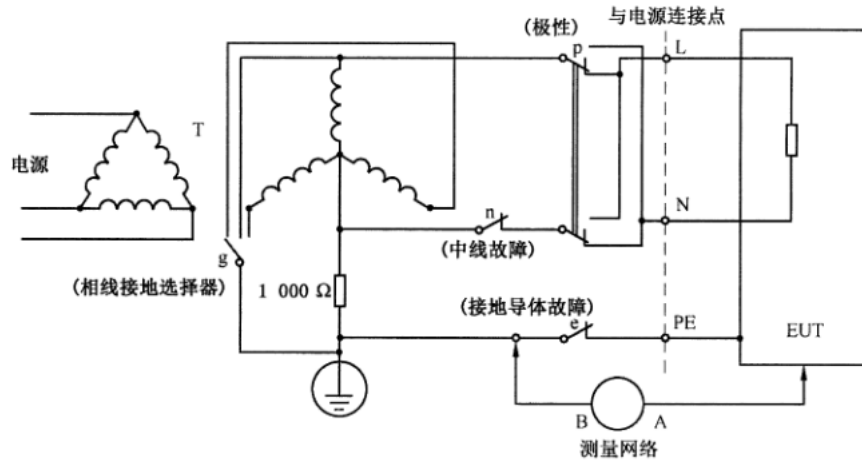 与电源连接点
(极性)
p
L
T
电源
n
N
(中线故障)
g
(相线接地选择器)
1 000 Ω
(接地导体故障)
e
PE
EUT
B
A
测量网络